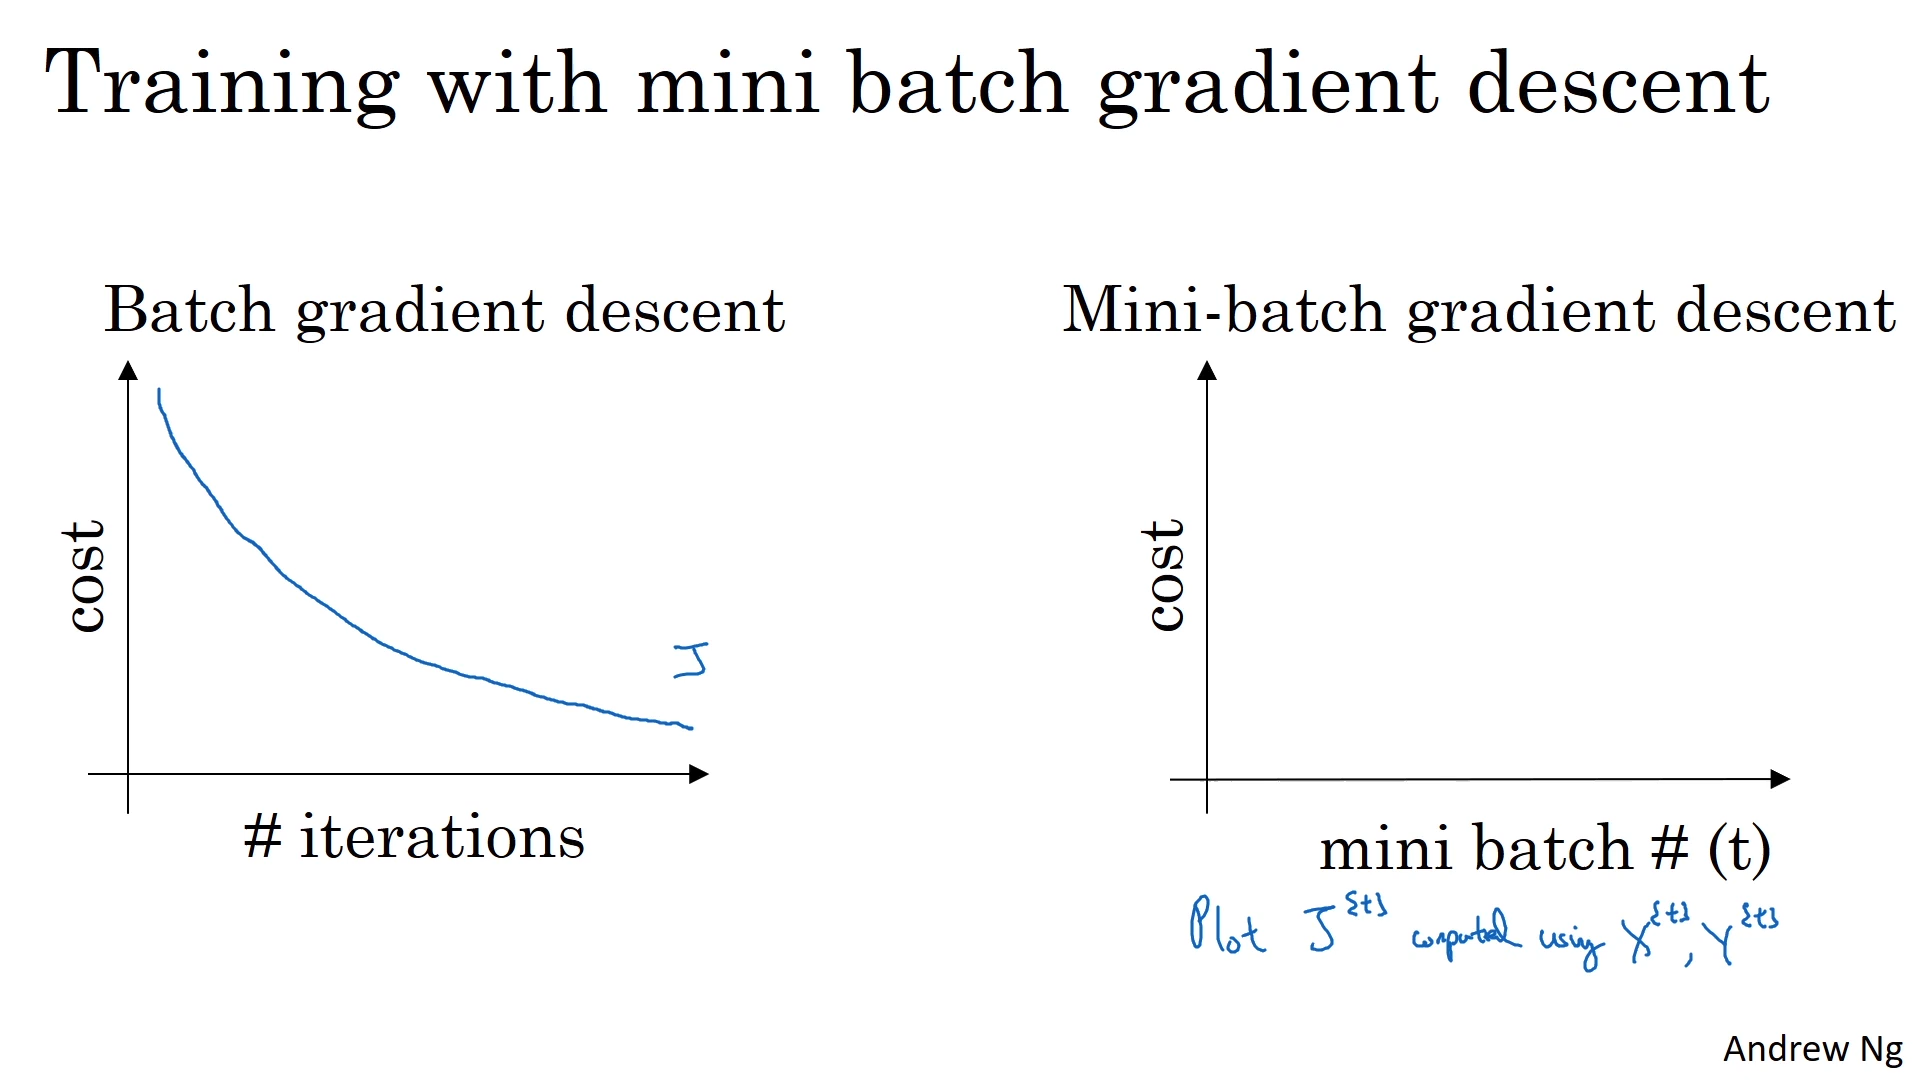 Training with mini batch gradient descent
Batch gradient descent
cost
J
# iterations
Mini-batch gradient descent
cost
mini batch # (t)
Plot J^{t} computed using X^{t}, Y^{t}
Andrew Ng